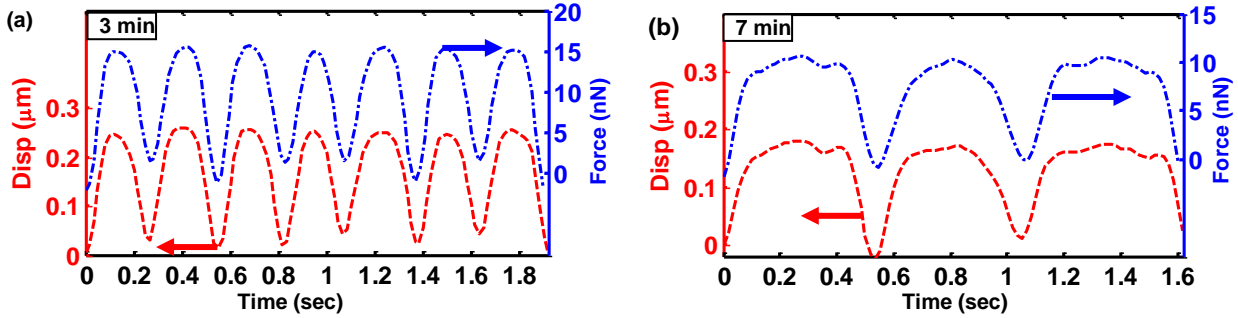 (a)
3 min
Disp (μm)
0.3
0.2
0.1
0
20
15
10
5
0
Force (nN)
0 0.2 0.4 0.6 0.8 1 1.2 1.4 1.6 1.8
Time (sec)
(b)
7 min
Disp (μm)
0.3
0.2
0.1
0
15
10
5
0
Force (nN)
0 0.2 0.4 0.6 0.8 1 1.2 1.4 1.6
Time (sec)